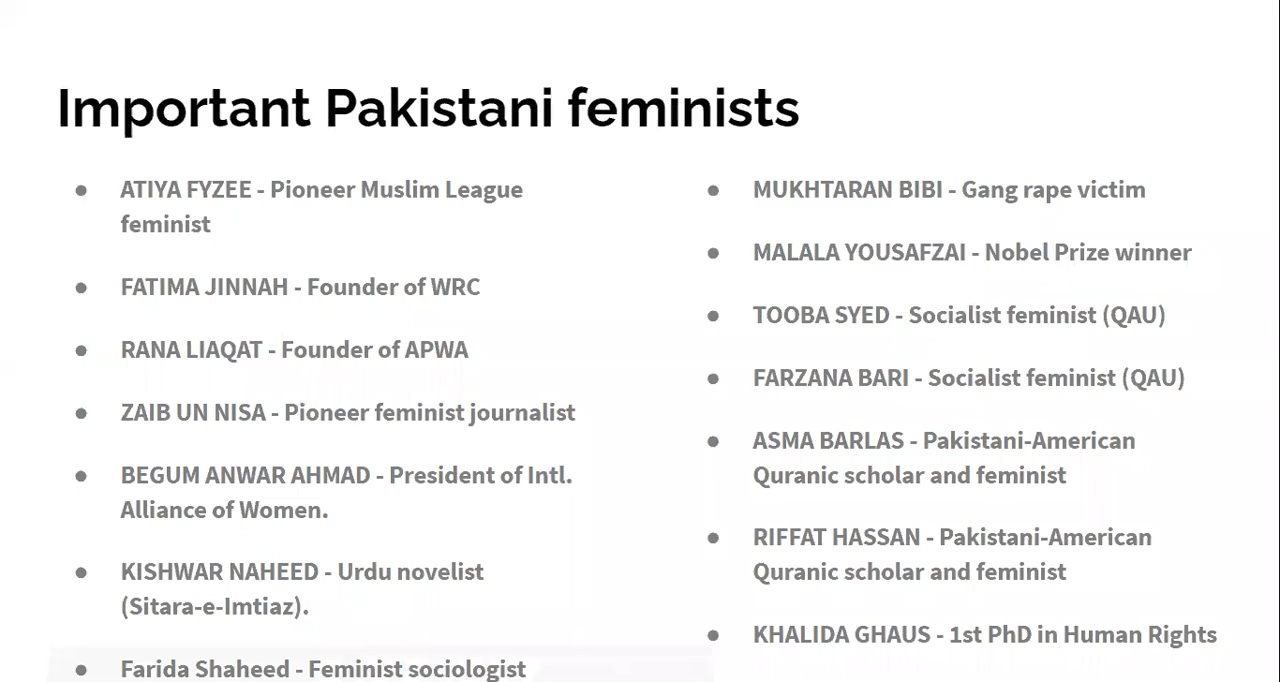 Important Pakistani feminists
● ATIYA FYZEE - Pioneer Muslim League
feminist
● FATIMA JINNAH - Founder of WRC
● RANA LIAQAT - Founder of APWA
● ZAIB UN NISA - Pioneer feminist journalist
● BEGUM ANWAR AHMAD - President of Intl.
Alliance of Women.
● KISHWAR NAHEED - Urdu novelist
(Sitara-e-Imtiaz).
● Farida Shaheed - Feminist sociologist
● MUKHTARAN BIBI - Gang rape victim
● MALALA YOUSAFZAI - Nobel Prize winner
● TOOBA SYED - Socialist feminist (QAU)
● FARZANA BARI - Socialist feminist (QAU)
● ASMA BARLAS - Pakistani-American
Quranic scholar and feminist
● RIFFAT HASSAN - Pakistani-American
Quranic scholar and feminist
● KHALIDA GHAUS - 1st PhD in Human Rights